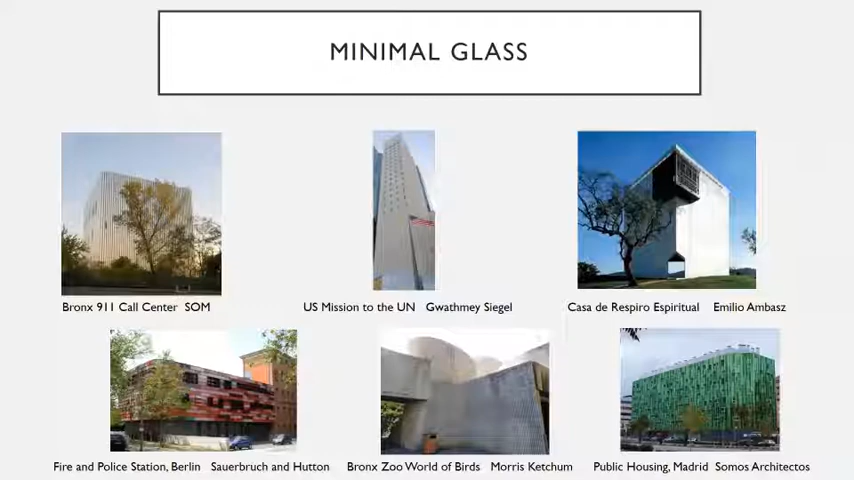 MINIMAL GLASS
Bronx 911 Call Center SOM
US Mission to the UN Gwathmey Siegel
Casa de Respiro Espiritual Emilio Ambasz
Fire and Police Station, Berlin Sauerbruch and Hutton
Bronx Zoo World of Birds Morris Ketchum
Public Housing, Madrid Somos Architectos